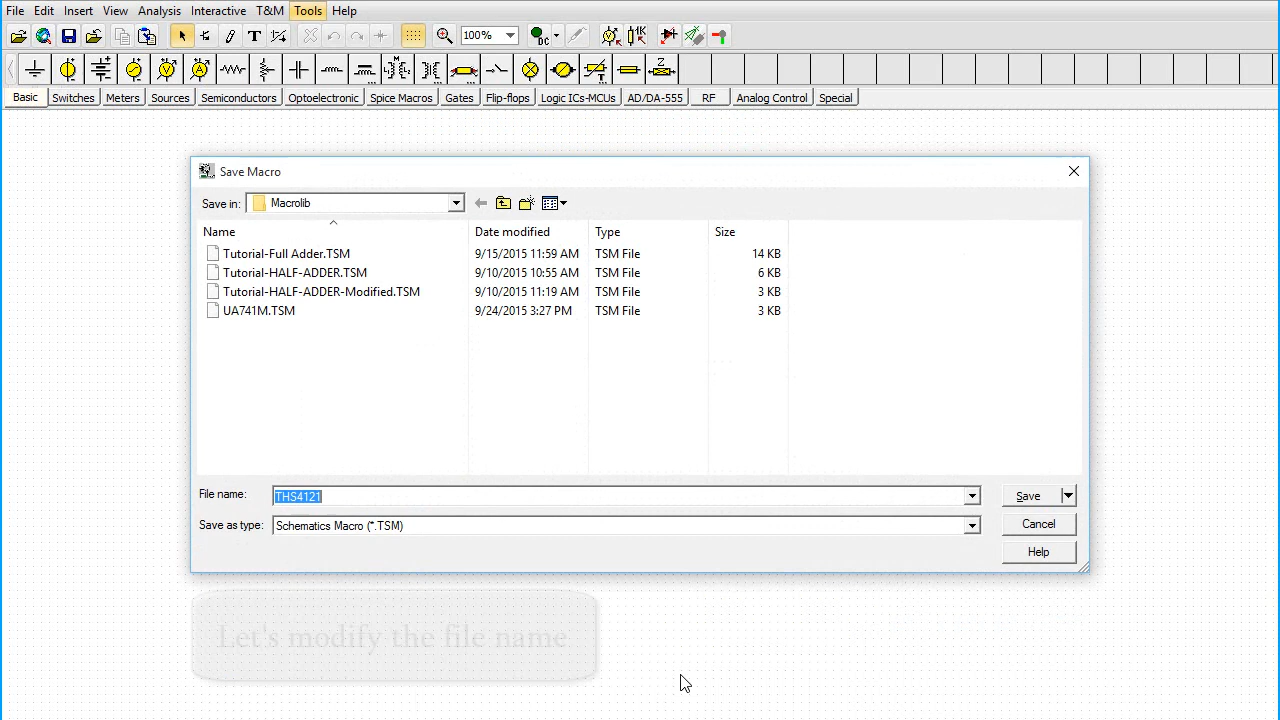 File Edit Insert View Analysis Interactive T&M Tools Help
100% DC 1K
Basic Switches Meters Sources Semiconductors Optoelectronic Spice Macros Gates Flip-flops Logic ICs-MCUs AD/DA-555 RF Analog Control Special
Save Macro
Save in: Macrolib
Name Date modified Type Size
Tutorial-Full Adder.TSM 9/15/2015 11:59 AM TSM File 14 KB
Tutorial-HALF-ADDER.TSM 9/10/2015 10:55 AM TSM File 6 KB
Tutorial-HALF-ADDER-Modified.TSM 9/10/2015 11:19 AM TSM File 3 KB
UA741M.TSM 9/24/2015 3:27 PM TSM File 3 KB
File name: THS4121 Save
Save as type: Schematics Macro (*.TSM) Cancel
Help
Let's modify the file name